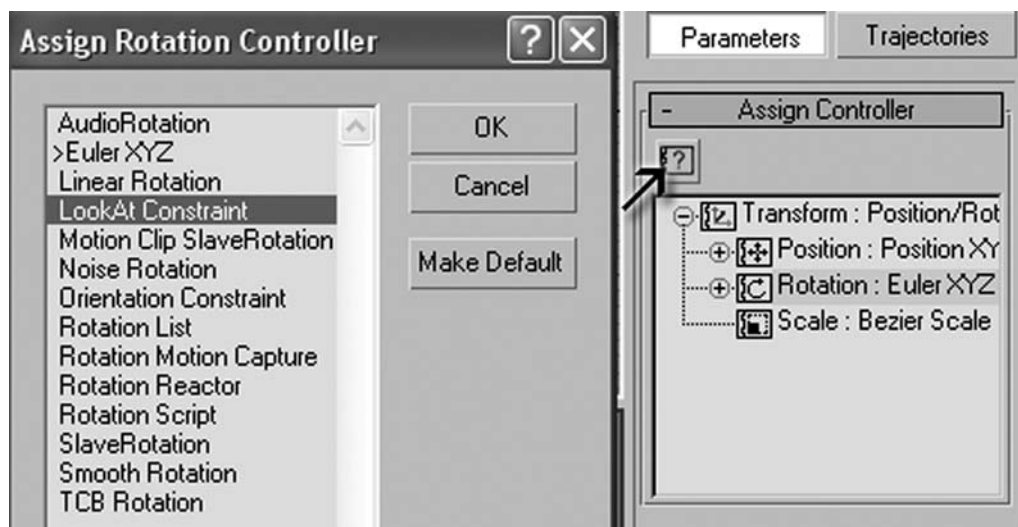 Assign Rotation Controller
?
AudioRotation
>Euler XYZ
Linear Rotation
LookAt Constraint
Motion Clip SlaveRotation
Noise Rotation
Orientation Constraint
Rotation List
Rotation Motion Capture
Rotation Reactor
Rotation Script
SlaveRotation
Smooth Rotation
TCB Rotation
OK
Cancel
Make Default
Parameters
Trajectories
- Assign Controller
?
Transform : Position/Rot
Position : Position XY
Rotation : Euler XYZ
Scale : Bezier Scale